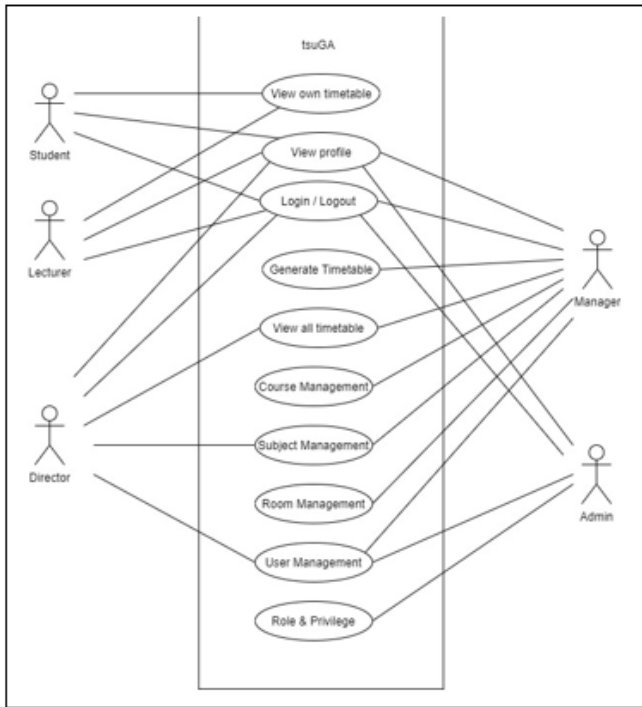 tsuGA
View own timetable
Student
View profile
Login / Logout
Lecturer
Generate Timetable
Manager
View all timetable
Course Management
Subject Management
Director
Room Management
Admin
User Management
Role & Privilege